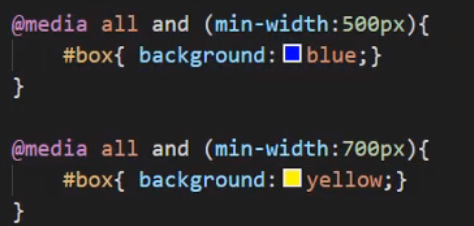 @media all and (min-width:500px){
#box{ background:blue;}
}
@media all and (min-width:700px){
#box{ background:yellow;}
}